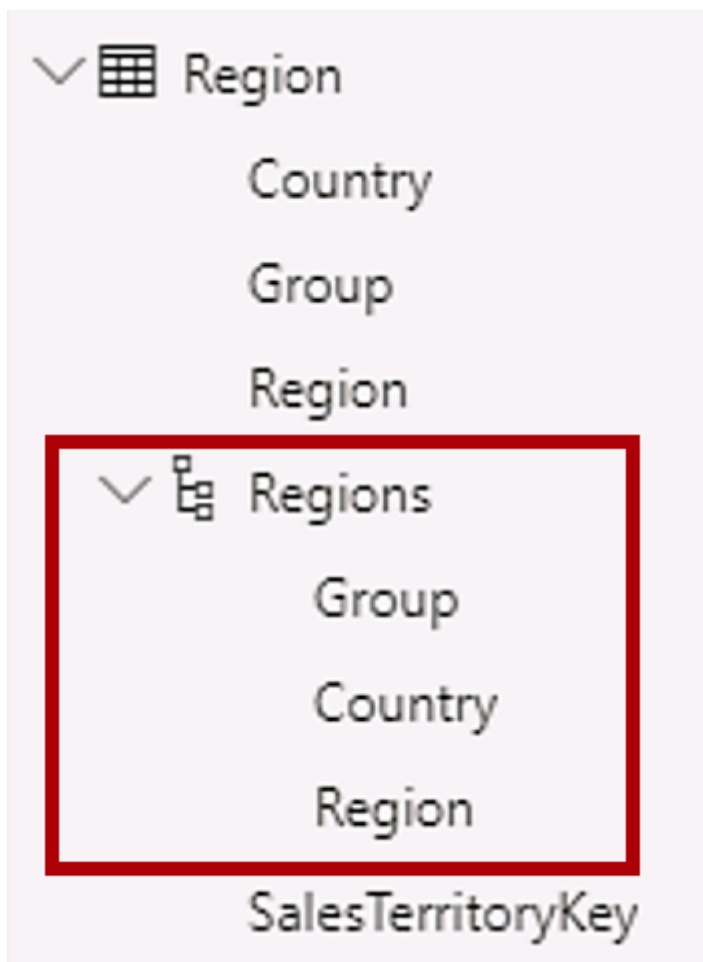 Region
Country
Group
Region
Regions
Group
Country
Region
SalesTerritoryKey